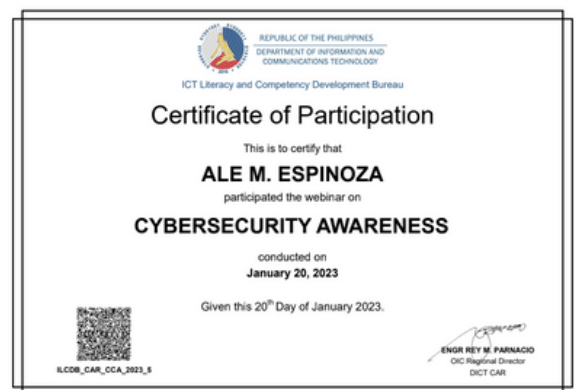 REPUBLIC OF THE PHILIPPINES
DEPARTMENT OF INFORMATION AND
COMMUNICATIONS TECHNOLOGY
ICT Literacy and Competency Development Bureau
Certificate of Participation
This is to certify that
ALE M. ESPINOZA
participated the webinar on
CYBERSECURITY AWARENESS
conducted on
January 20, 2023
Given this 20th Day of January 2023.
ILCDB_CAR_CCA_2023_5
ENGR REY M. PARNACIO
OIC Regional Director
DICT CAR